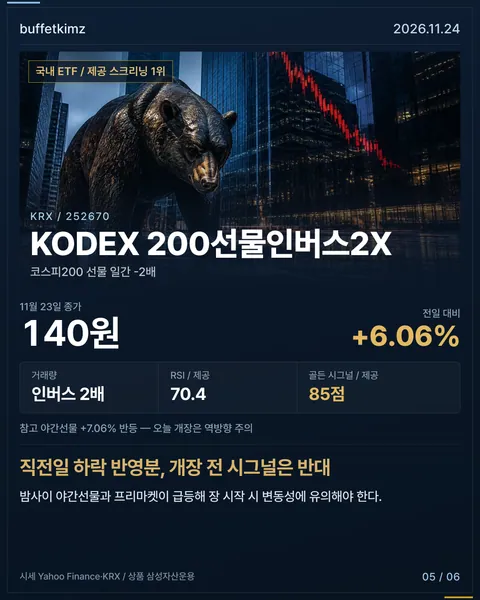 buffetkimz
2026.11.24
국내 ETF / 제공 스크리닝 1위
KRX / 252670
KODEX 200선물인버스2X
코스피200 선물 일간 -2배
11월 23일 종가
전일 대비
140원
+6.06%
거래량
RSI / 제공
골든 시그널 / 제공
인버스 2배
70.4
85점
참고 야간선물 +7.06% 반등 — 오늘 개장은 역방향 주의
직전일 하락 반영분, 개장 전 시그널은 반대
밤사이 야간선물과 프리마켓이 급등해 장 시작 시 변동성에 유의해야 한다.
시세 Yahoo Finance·KRX / 상품 삼성자산운용
05 / 06